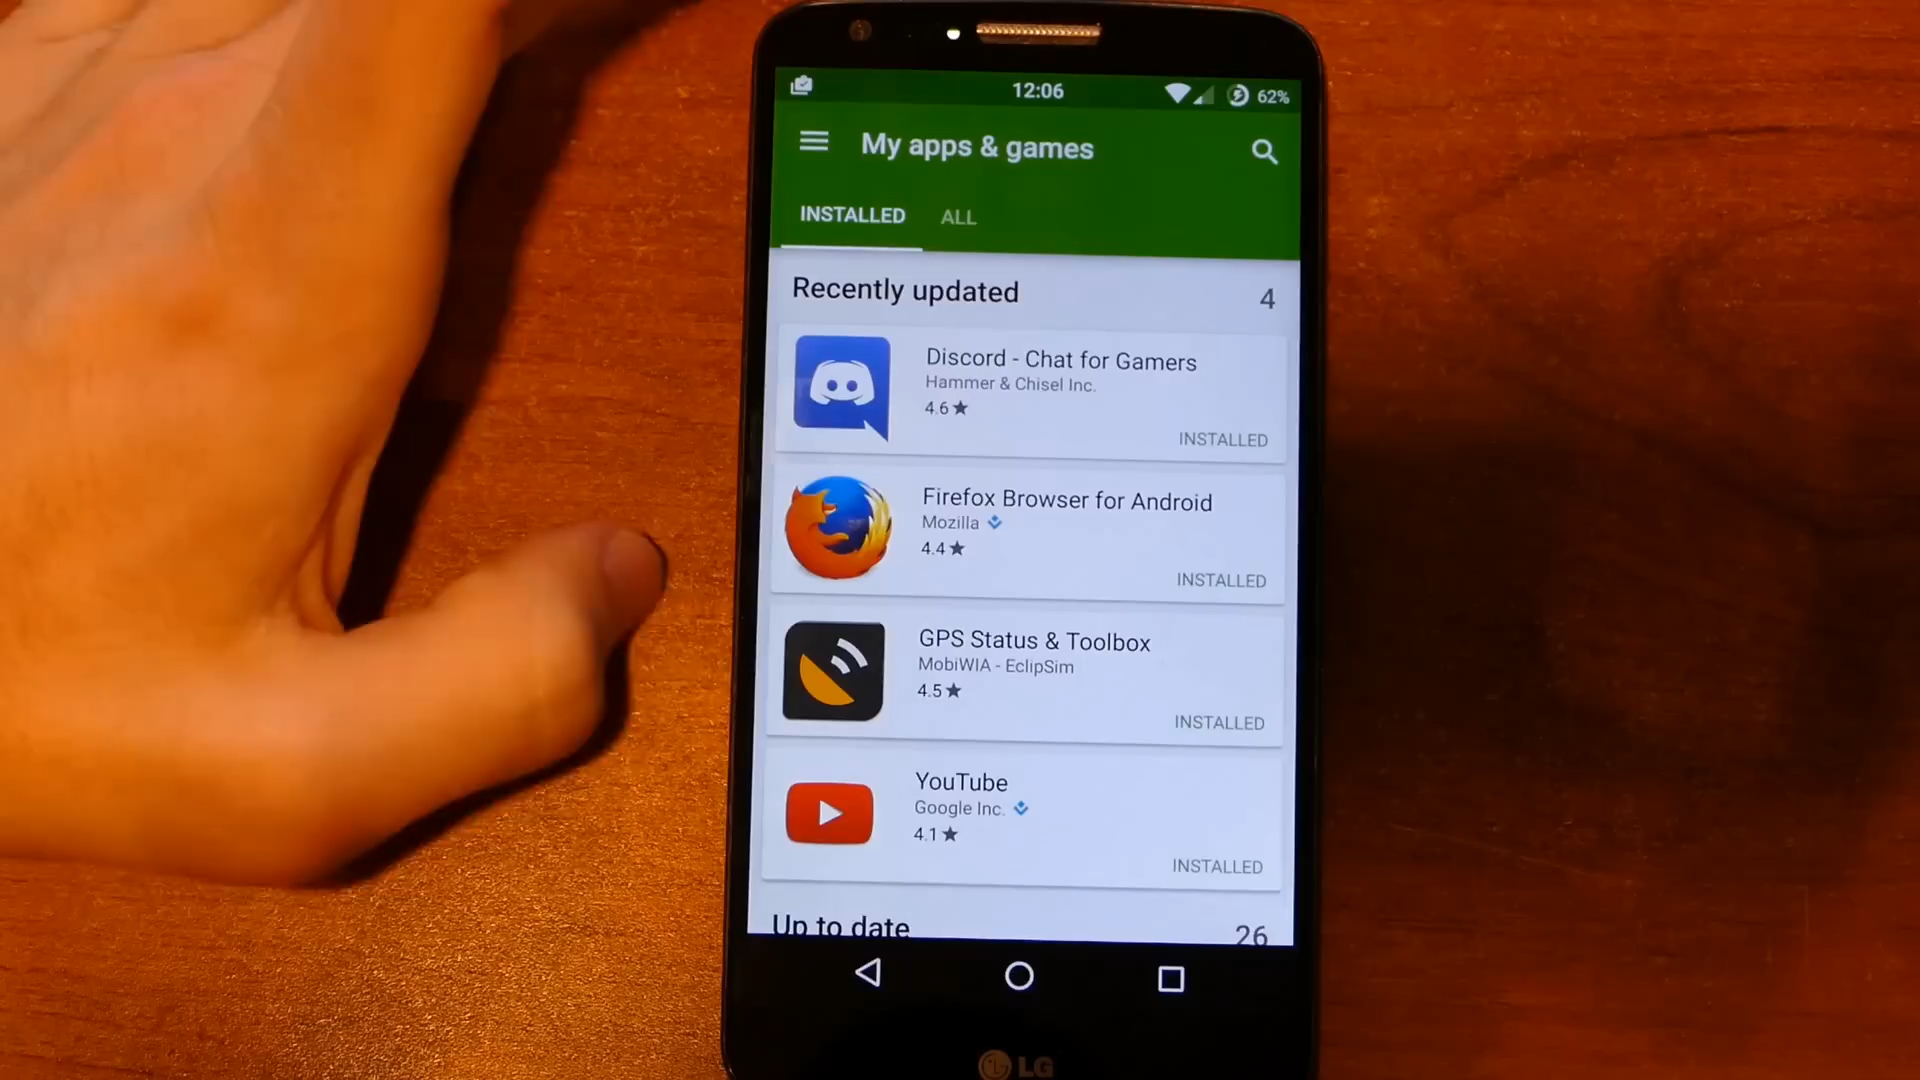 12:06
62%
My apps & games
INSTALLED
ALL
Recently updated
4
Discord - Chat for Gamers
Hammer & Chisel Inc.
4.6★
INSTALLED
Firefox Browser for Android
Mozilla
4.4★
INSTALLED
GPS Status & Toolbox
MobiWIA - EclipSim
4.5★
INSTALLED
YouTube
Google Inc.
4.1★
INSTALLED
Up to date
26
LG